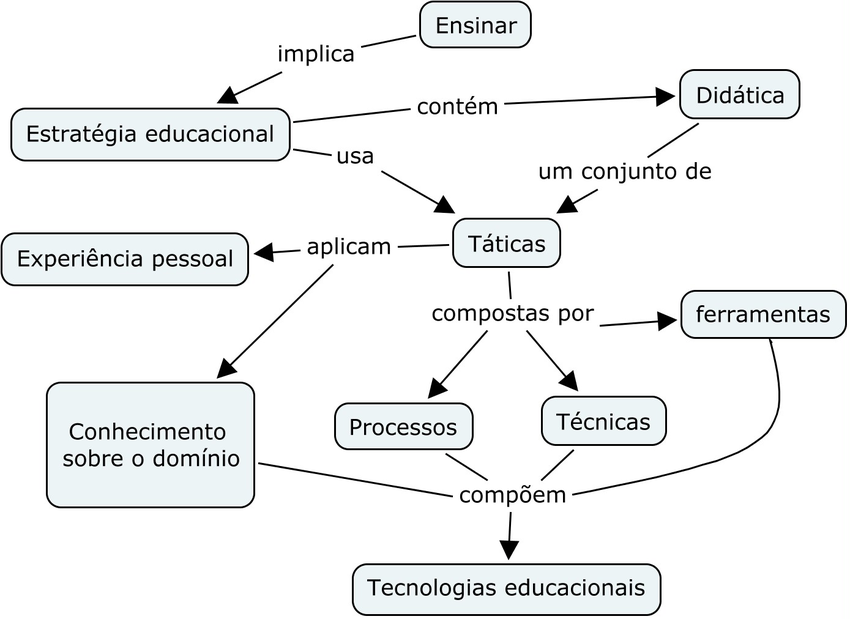 Ensinar
implica
Didática
contém
Estratégia educacional
usa
um conjunto de
Táticas
aplicam
Experiência pessoal
compostas por
ferramentas
Processos
Técnicas
Conhecimento
sobre o domínio
compõem
Tecnologias educacionais